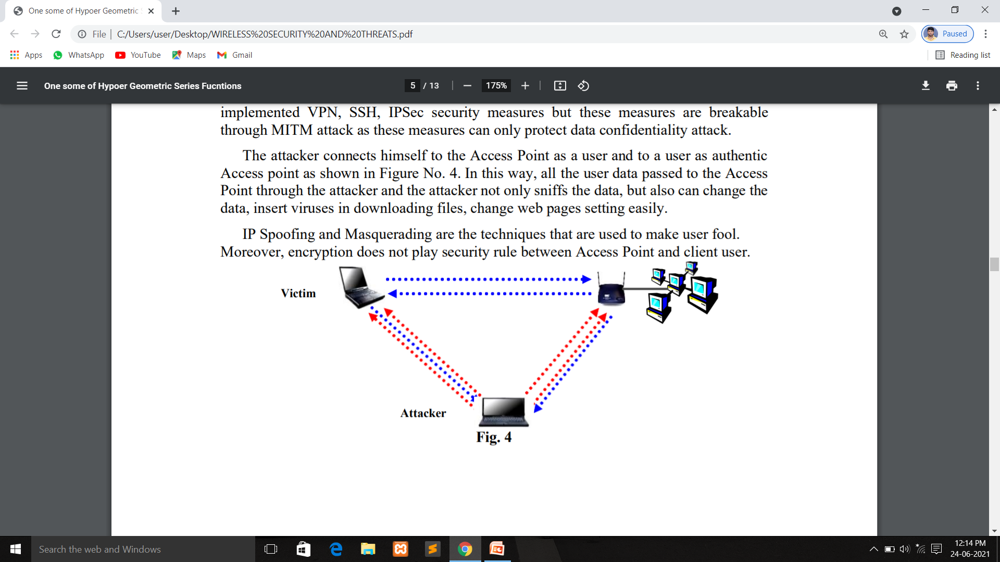 One some of Hypoer Geometric S
File
C:/Users/user/Desktop/WIRELESS%20SECURITY%20AND%20THREATS.pdf
Paused
Apps WhatsApp YouTube Maps Gmail Reading list
One some of Hypoer Geometric Series Fucntions 5 / 13 175%
implemented VPN, SSH, IPSec security measures but these measures are breakable
through MITM attack as these measures can only protect data confidentiality attack.
The attacker connects himself to the Access Point as a user and to a user as authentic
Access point as shown in Figure No. 4. In this way, all the user data passed to the Access
Point through the attacker and the attacker not only sniffs the data, but also can change the
data, insert viruses in downloading files, change web pages setting easily.
IP Spoofing and Masquerading are the techniques that are used to make user fool.
Moreover, encryption does not play security rule between Access Point and client user.
Victim
Attacker
Fig. 4
Search the web and Windows
12:14 PM
24-06-2021